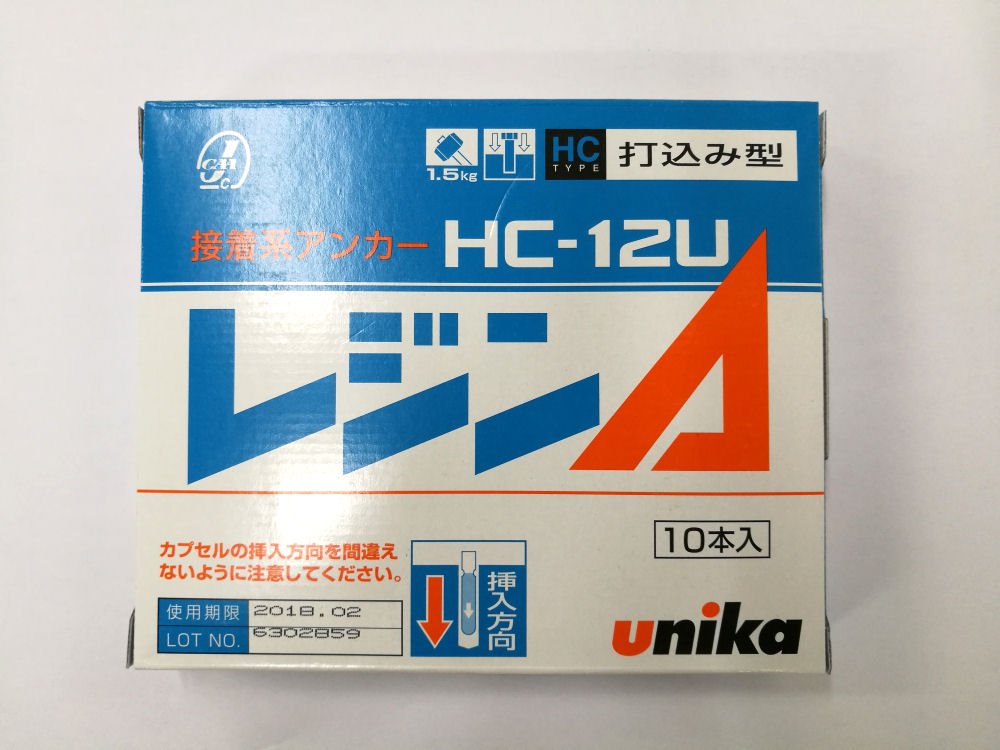 1.5kg
HC TYPE 打込み型
接着系アンカー HC-12U
レジンA
10本入
カプセルの挿入方向を間違え
ないように注意してください。
挿入方向
使用期限 2018.02
LOT NO. 6302859
unika